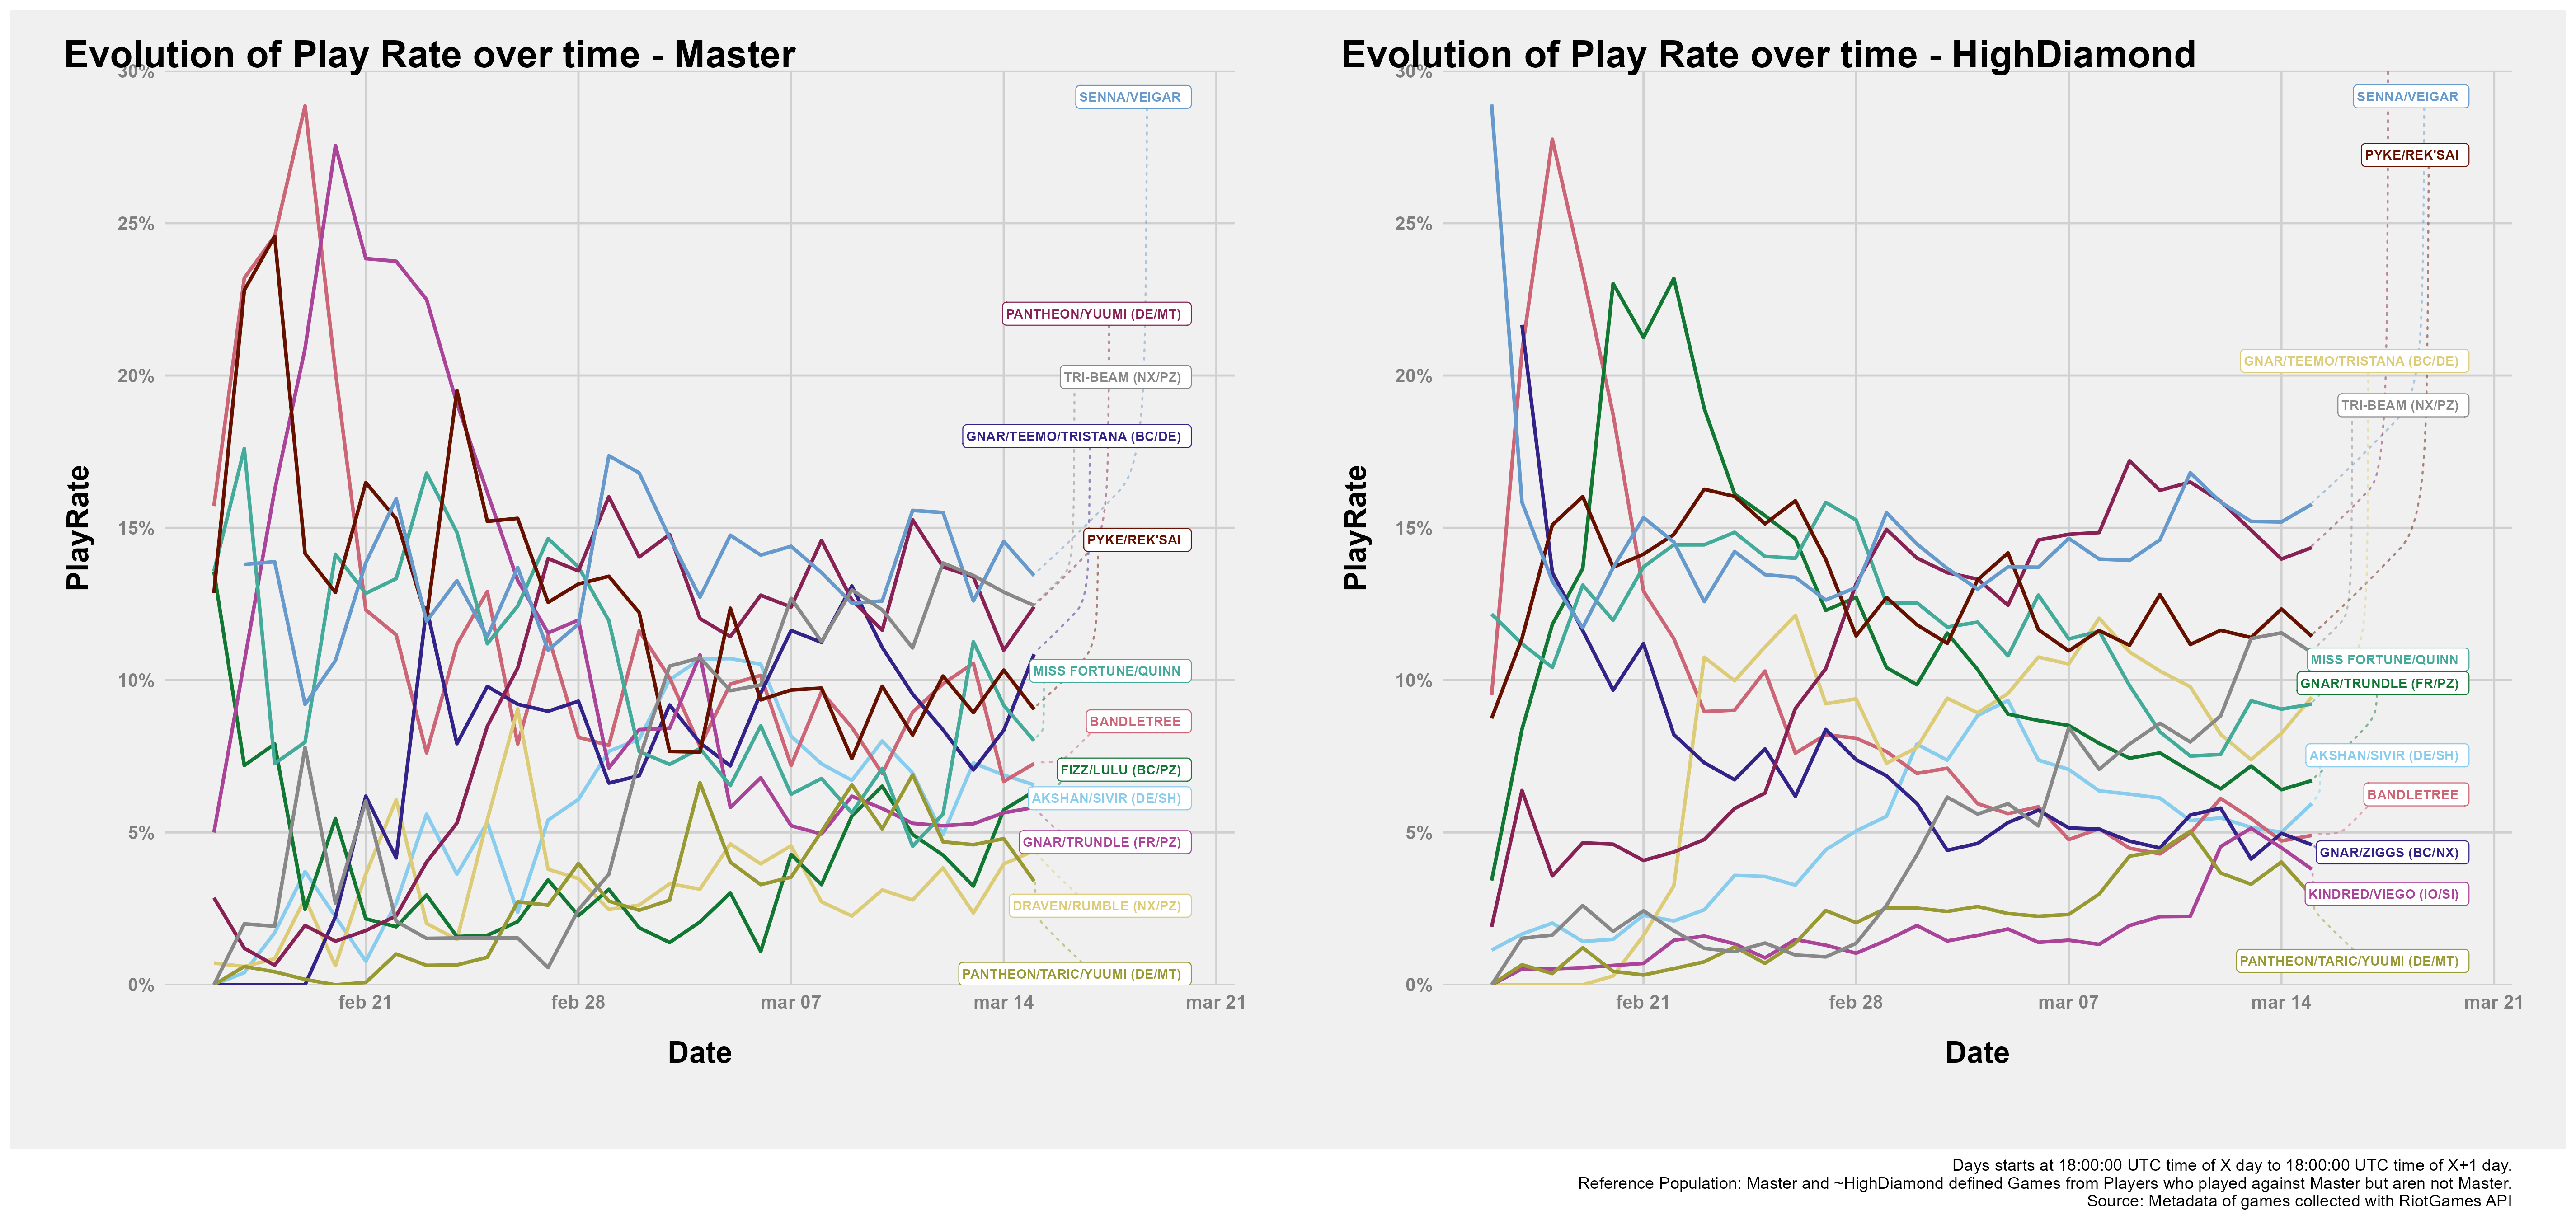 Evolution of Play Rate over time - Master
30%
25%
20%
15%
10%
5%
0%
PlayRate
SENNA/VEIGAR
PANTHEON/YUUMI (DE/MT)
TRI-BEAM (NX/PZ)
GNAR/TEEMO/TRISTANA (BC/DE)
PYKE/REK'SAI
MISS FORTUNE/QUINN
BANDLETREE
FIZZ/LULU (BC/PZ)
AKSHAN/SIVIR (DE/SH)
GNAR/TRUNDLE (FR/PZ)
DRAVEN/RUMBLE (NX/PZ)
PANTHEON/TARIC/YUUMI (DE/MT)
feb 21 feb 28 mar 07 mar 14 mar 21
Date
Evolution of Play Rate over time - HighDiamond
30%
25%
20%
15%
10%
5%
0%
PlayRate
SENNA/VEIGAR
PYKE/REK'SAI
GNAR/TEEMO/TRISTANA (BC/DE)
TRI-BEAM (NX/PZ)
MISS FORTUNE/QUINN
GNAR/TRUNDLE (FR/PZ)
AKSHAN/SIVIR (DE/SH)
BANDLETREE
GNAR/ZIGGS (BC/NX)
KINDRED/VIEGO (IO/SI)
PANTHEON/TARIC/YUUMI (DE/MT)
feb 21 feb 28 mar 07 mar 14 mar 21
Date
Days starts at 18:00:00 UTC time of X day to 18:00:00 UTC time of X+1 day.
Reference Population: Master and ~HighDiamond defined Games from Players who played against Master but aren not Master.
Source: Metadata of games collected with RiotGames API